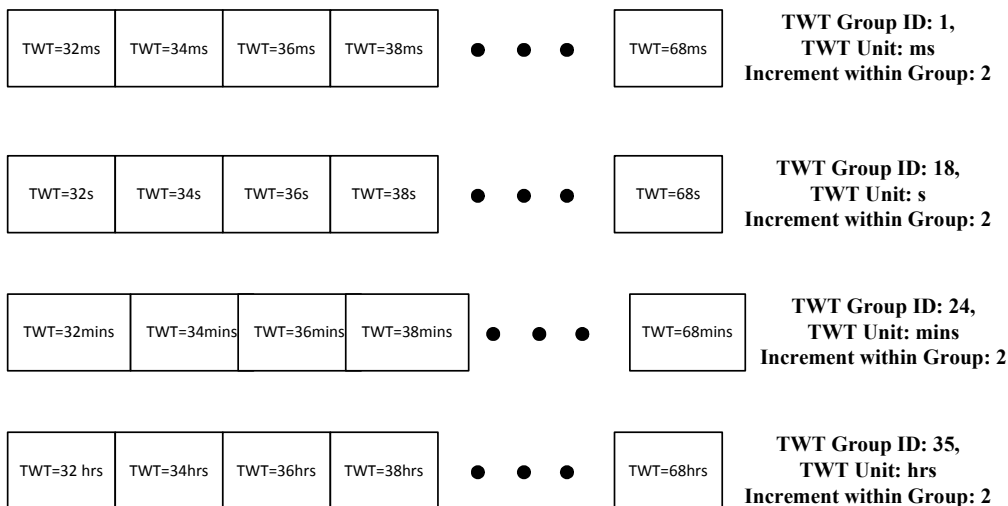 TWT=32ms TWT=34ms TWT=36ms TWT=38ms TWT=68ms
TWT Group ID: 1,
TWT Unit: ms
Increment within Group: 2
TWT=32s TWT=34s TWT=36s TWT=38s TWT=68s
TWT Group ID: 18,
TWT Unit: s
Increment within Group: 2
TWT=32mins TWT=34mins TWT=36mins TWT=38mins TWT=68mins
TWT Group ID: 24,
TWT Unit: mins
Increment within Group: 2
TWT=32 hrs TWT=34hrs TWT=36hrs TWT=38hrs TWT=68hrs
TWT Group ID: 35,
TWT Unit: hrs
Increment within Group: 2